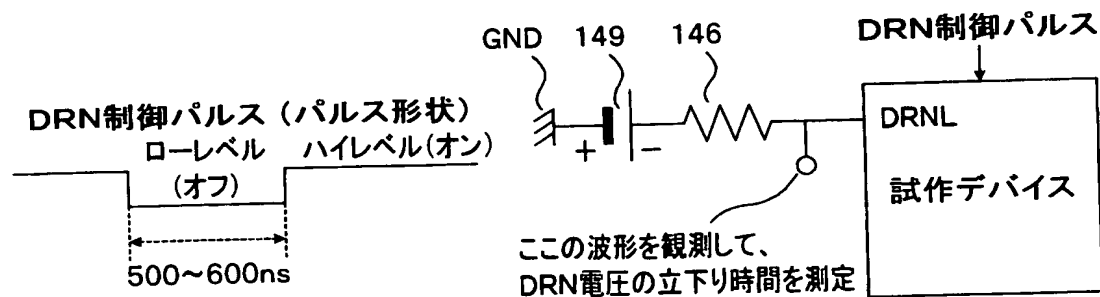 DRN制御パルス
GND 149 146
DRN制御パルス(パルス形状)
ローレベル ハイレベル(オン)
(オフ)
500~600ns
+ −
DRNL
試作デバイス
ここの波形を観測して、
DRN電圧の立下り時間を測定